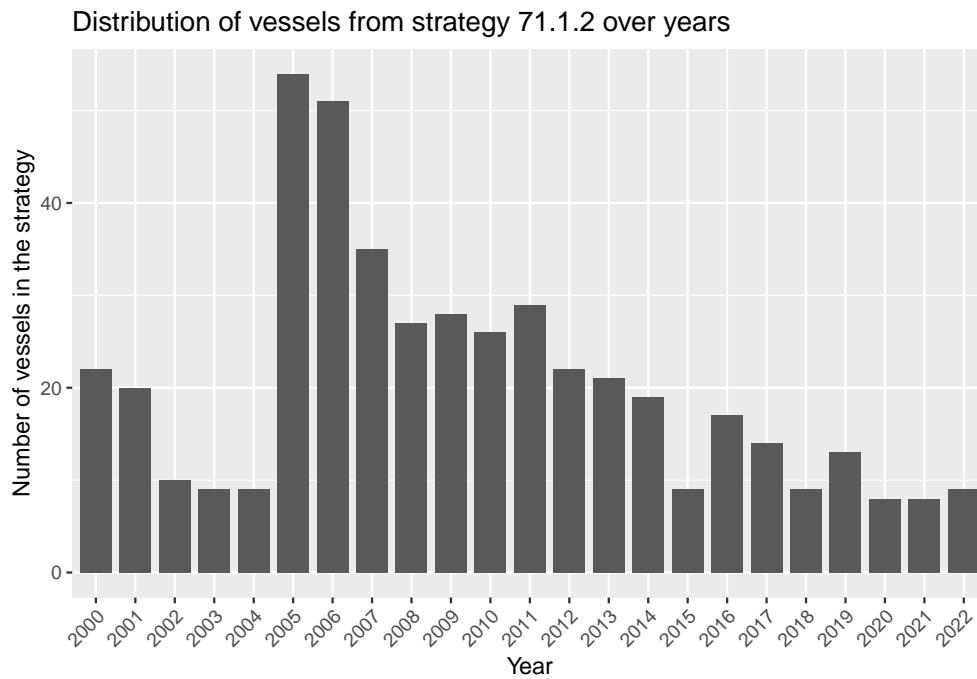 Distribution of vessels from strategy 71.1.2 over years
Number of vessels in the strategy
40
20
0
2000 2001 2002 2003 2004 2005 2006 2007 2008 2009 2010 2011 2012 2013 2014 2015 2016 2017 2018 2019 2020 2021 2022
Year